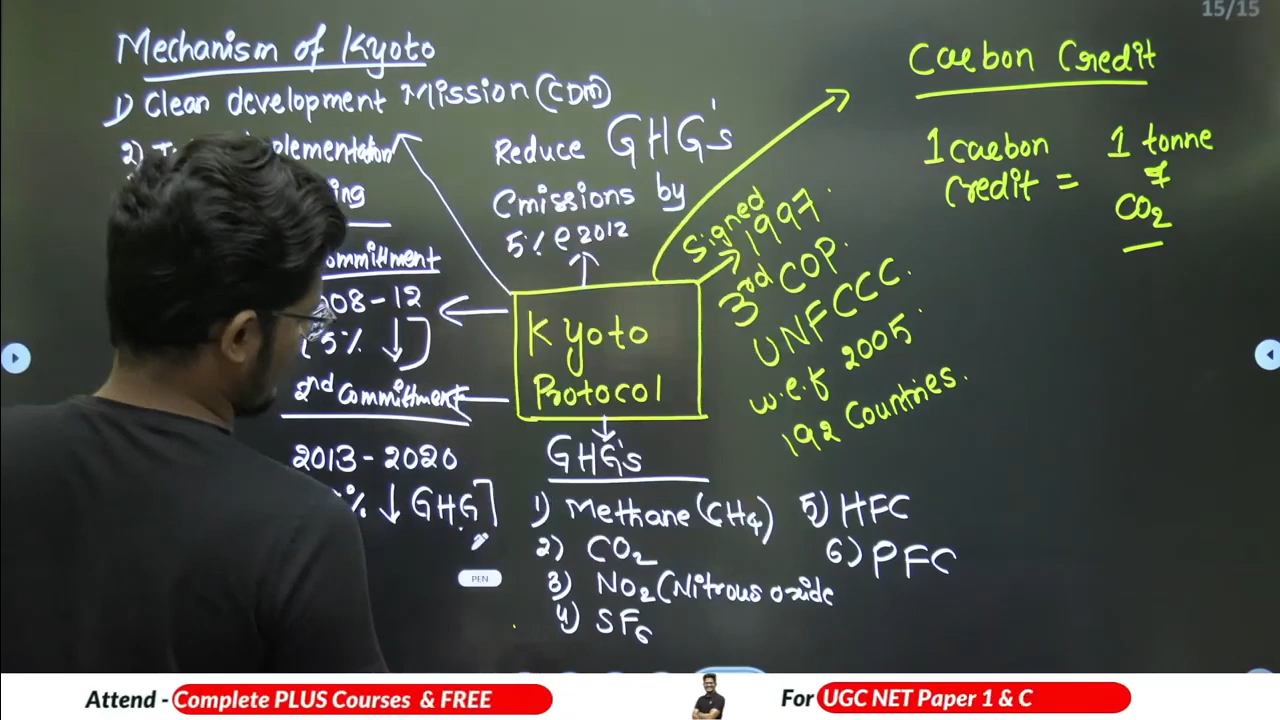 15/15
Mechanism of Kyoto
1) Clean development Mission (CDM)
2)
Reduce GHG's
Emissions by
5% @ 2012
Signed 1997.
3rd COP.
UNFCCC.
w.e.f 2005.
192 Countries.
Carbon Credit
1 carbon
Credit =
1 tonne
of
CO2
08-12
(5% ↓)
2nd Commitment
2013-2020
% ↓ GHG]
Kyoto
Protocol
GHG's
1) Methane (CH4)
2) CO2
3) NO2 (Nitrous oxide
4) SF6
5) HFC
6) PFC
PEN
Attend - Complete PLUS Courses & FREE
For UGC NET Paper 1 & C